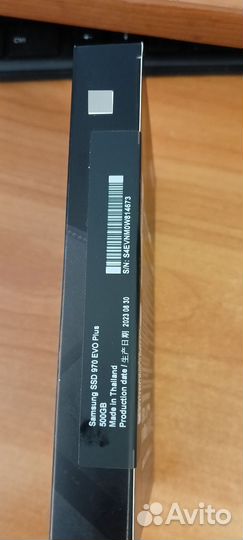 Samsung SSD 970 EVO Plus
500GB
Made in Thailand
Production date / 生产日期 2023 08 30
S/N: S4EVNM0W814673
Avito